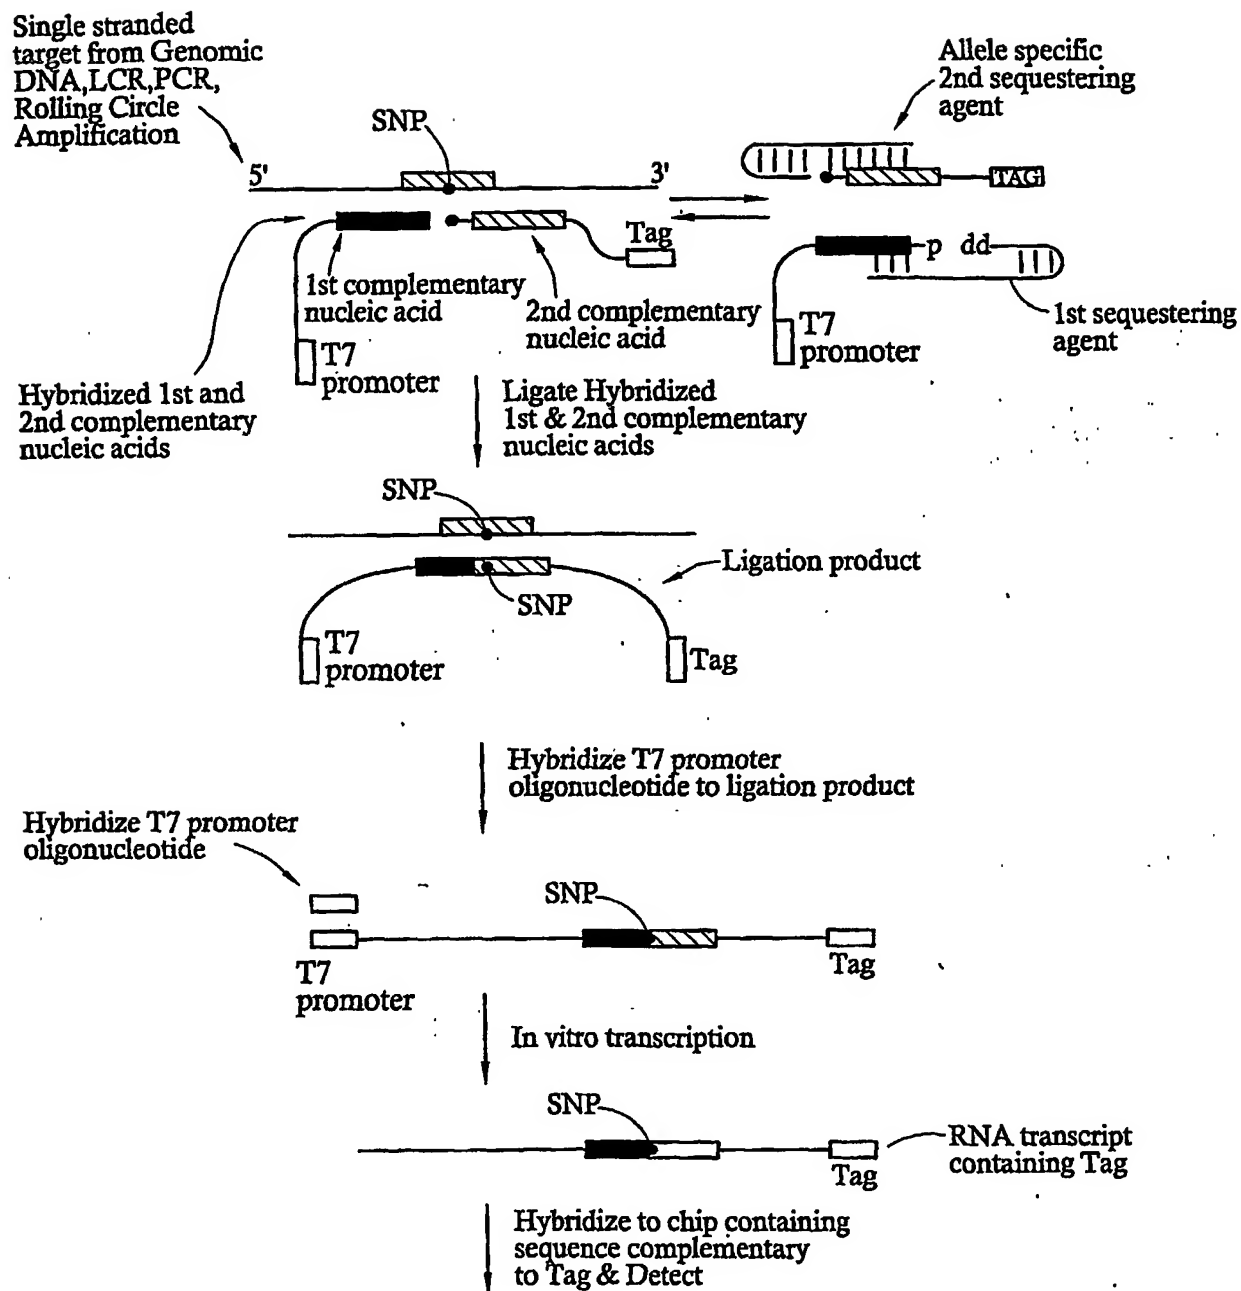 Single stranded
target from Genomic
DNA,LCR,PCR,
Rolling Circle
Amplification
SNP
5'
3'
Allele specific
2nd sequestering
agent
TAG
Tag
1st complementary
nucleic acid
2nd complementary
nucleic acid
T7
promoter
Hybridized 1st and
2nd complementary
nucleic acids
p dd
T7
promoter
1st sequestering
agent
Ligate Hybridized
1st & 2nd complementary
nucleic acids
SNP
Ligation product
SNP
T7
promoter
Tag
Hybridize T7 promoter
oligonucleotide to ligation product
Hybridize T7 promoter
oligonucleotide
SNP
T7
promoter
Tag
In vitro transcription
SNP
Tag
RNA transcript
containing Tag
Hybridize to chip containing
sequence complementary
to Tag & Detect